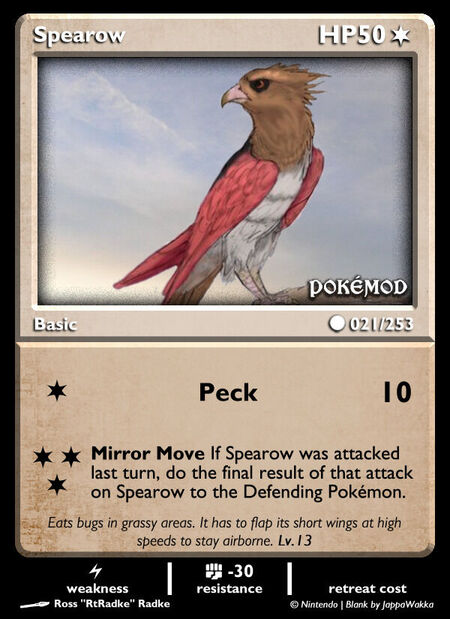 Spearow HP50
POKÉMOD
Basic 021/253
Peck 10
Mirror Move If Spearow was attacked
last turn, do the final result of that attack
on Spearow to the Defending Pokémon.
Eats bugs in grassy areas. It has to flap its short wings at high
speeds to stay airborne. Lv.13
-30
weakness resistance retreat cost
Ross "RtRadke" Radke © Nintendo | Blank by JappaWakka